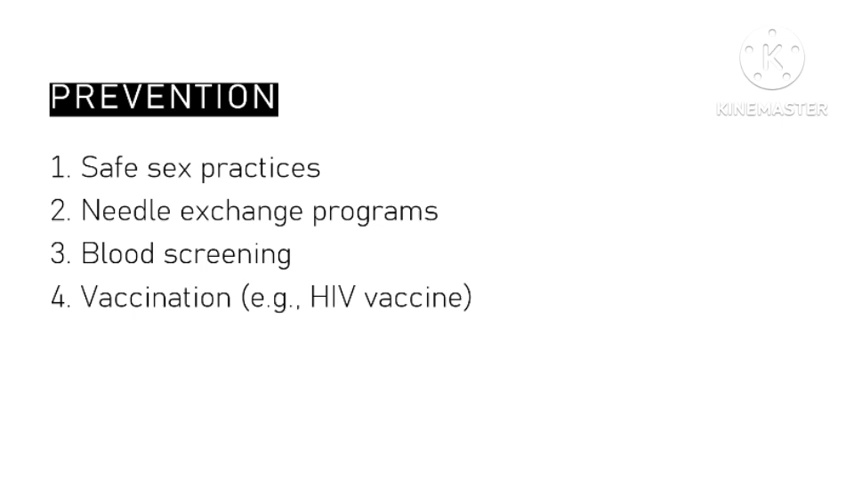 PREVENTION
KINEMASTER
1. Safe sex practices
2. Needle exchange programs
3. Blood screening
4. Vaccination (e.g., HIV vaccine)